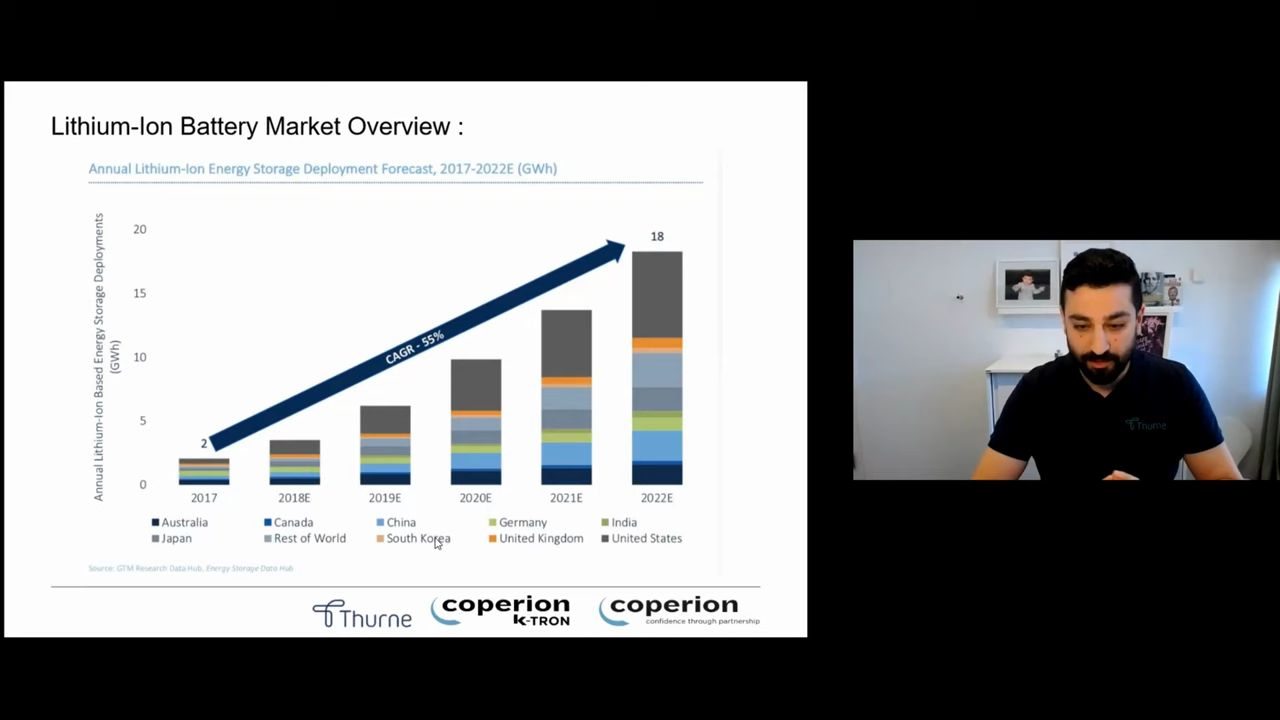 Lithium-Ion Battery Market Overview :
Annual Lithium-Ion Energy Storage Deployment Forecast, 2017-2022E (GWh)
Annual Lithium-Ion Based Energy Storage Deployments
(GWh)
20
15
10
5
0
2
CAGR - 55%
18
2017
2018E
2019E
2020E
2021E
2022E
Australia
Canada
China
Germany
India
Japan
Rest of World
South Korea
United Kingdom
United States
Source: GTM Research Data Hub, Energy Storage Data Hub
Thurne
coperion
K-TRON
coperion
confidence through partnership
Thurne